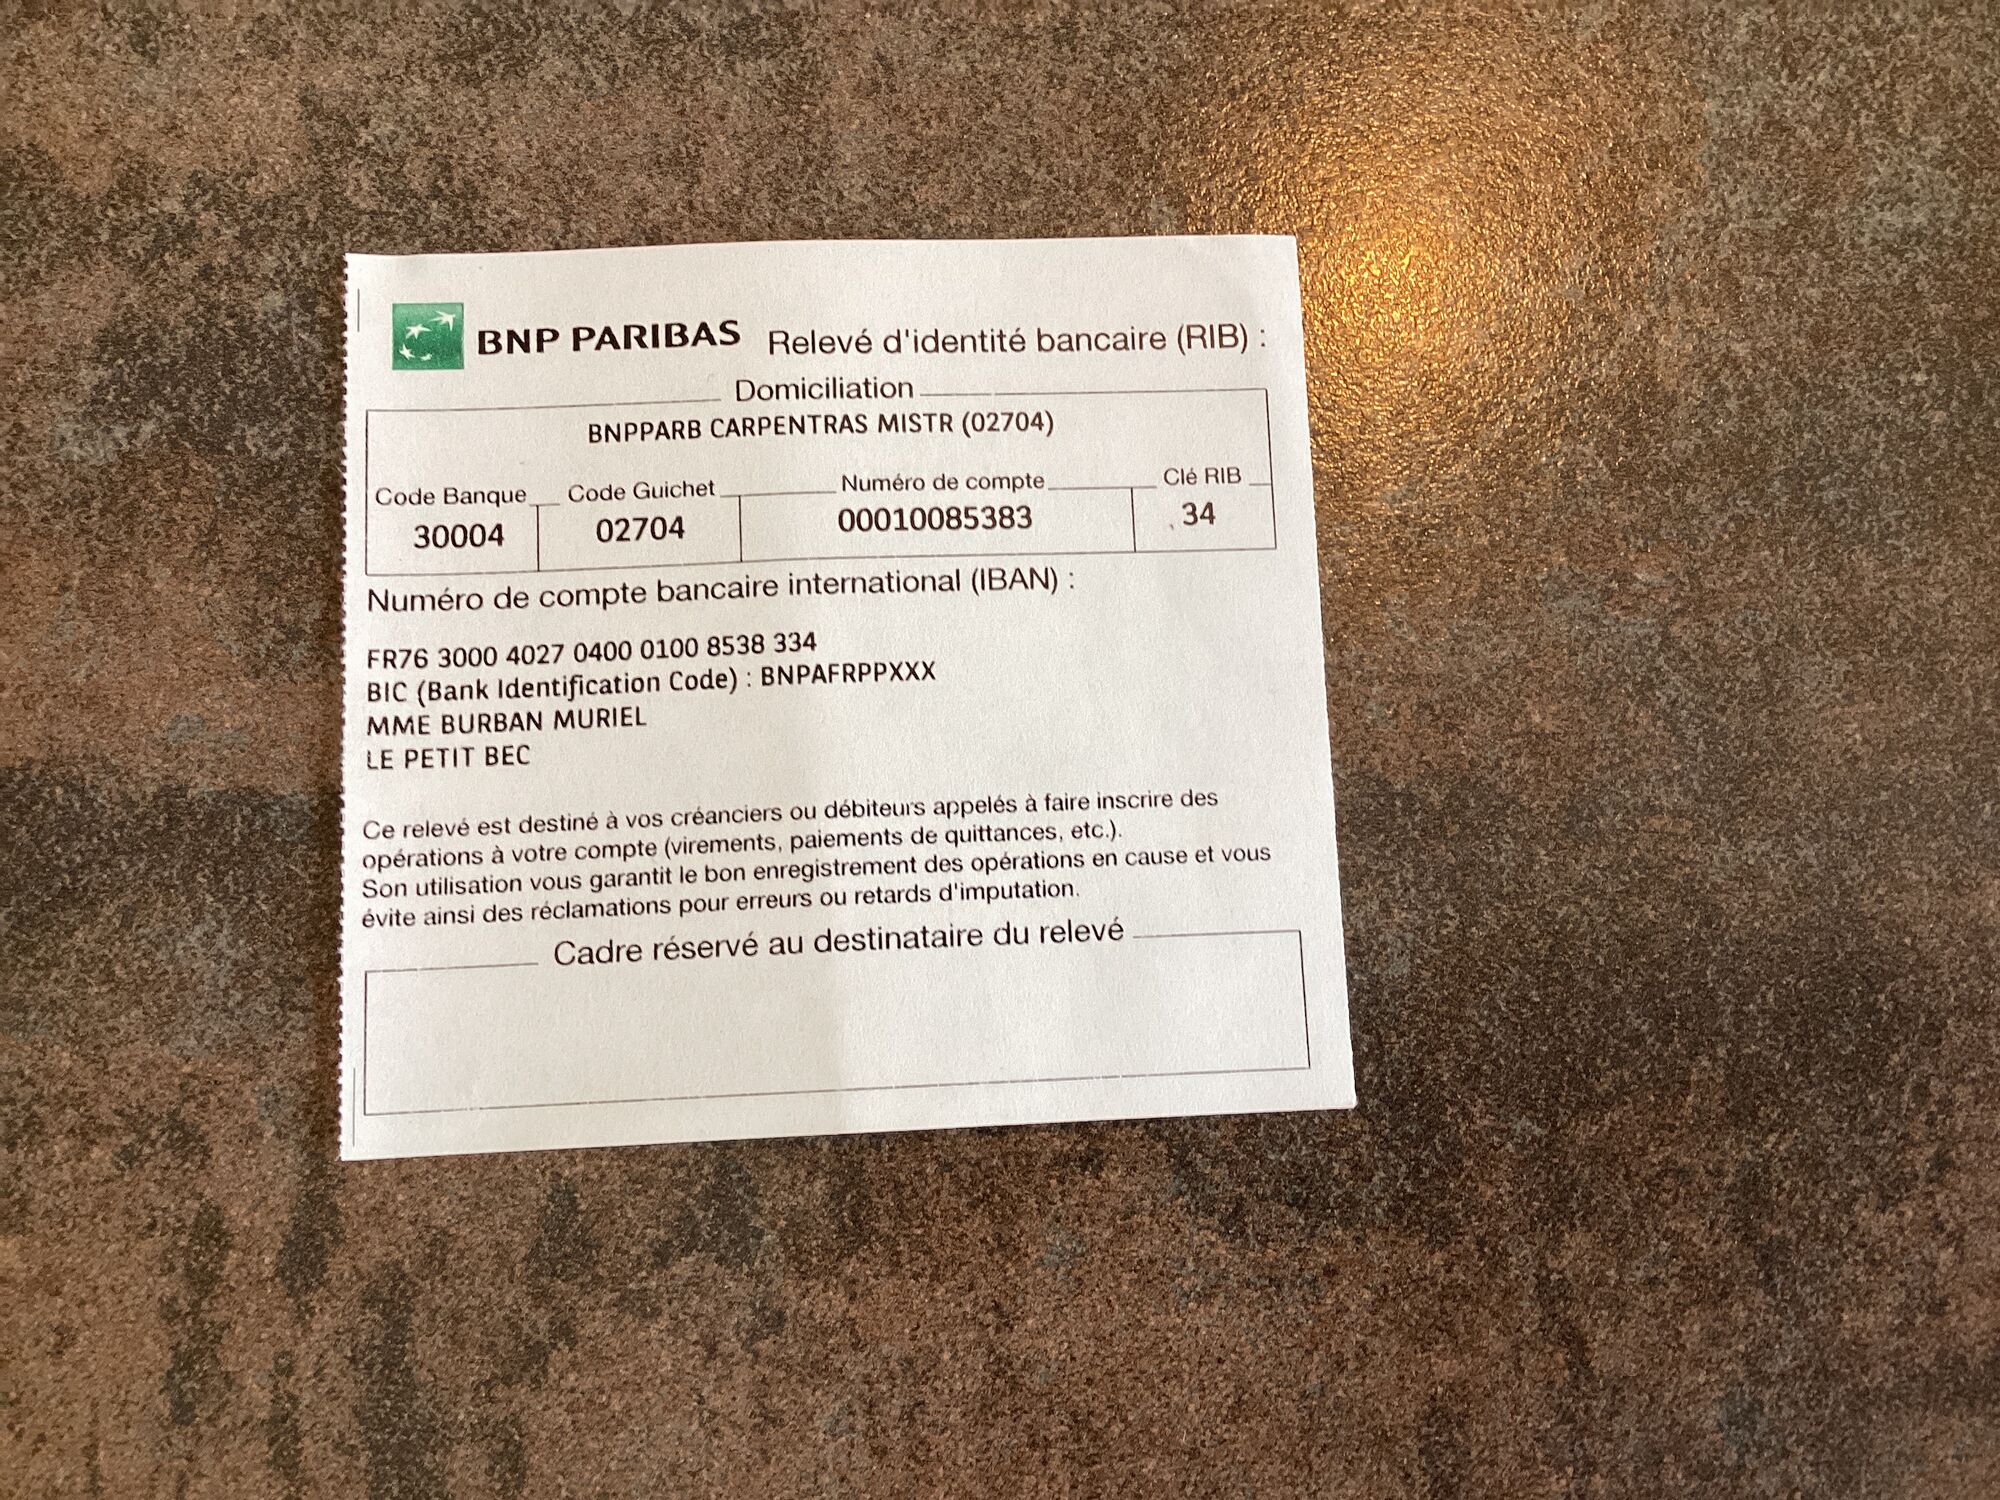 BNP PARIBAS Relevé d'identité bancaire (RIB) :
Domiciliation
BNPPARB CARPENTRAS MISTR (02704)
Code Banque Code Guichet Numéro de compte Clé RIB
30004 02704 00010085383 34
Numéro de compte bancaire international (IBAN) :
FR76 3000 4027 0400 0100 8538 334
BIC (Bank Identification Code) : BNPAFRPPXXX
MME BURBAN MURIEL
LE PETIT BEC
Ce relevé est destiné à vos créanciers ou débiteurs appelés à faire inscrire des
opérations à votre compte (virements, paiements de quittances, etc.).
Son utilisation vous garantit le bon enregistrement des opérations en cause et vous
évite ainsi des réclamations pour erreurs ou retards d'imputation.
Cadre réservé au destinataire du relevé